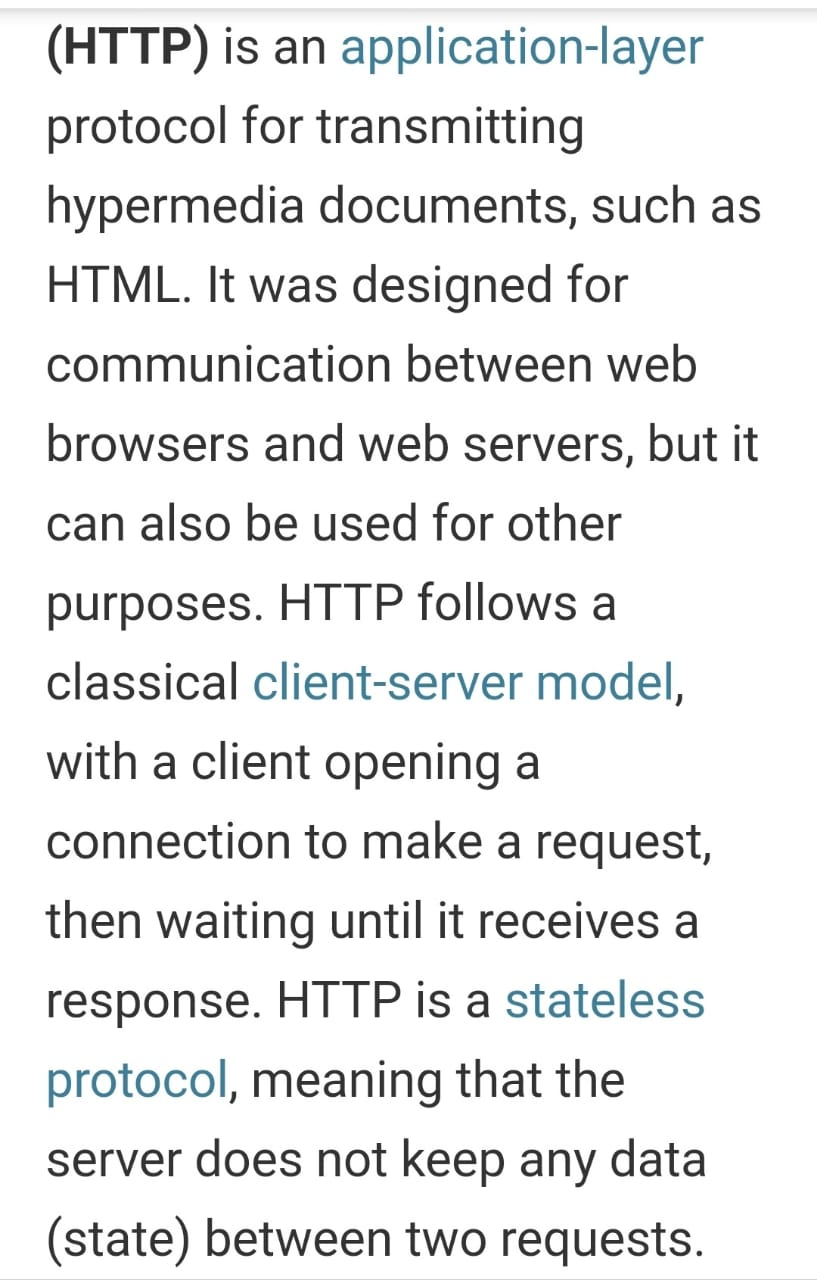 (HTTP) is an application-layer
protocol for transmitting
hypermedia documents, such as
HTML. It was designed for
communication between web
browsers and web servers, but it
can also be used for other
purposes. HTTP follows a
classical client-server model,
with a client opening a
connection to make a request,
then waiting until it receives a
response. HTTP is a stateless
protocol, meaning that the
server does not keep any data
(state) between two requests.